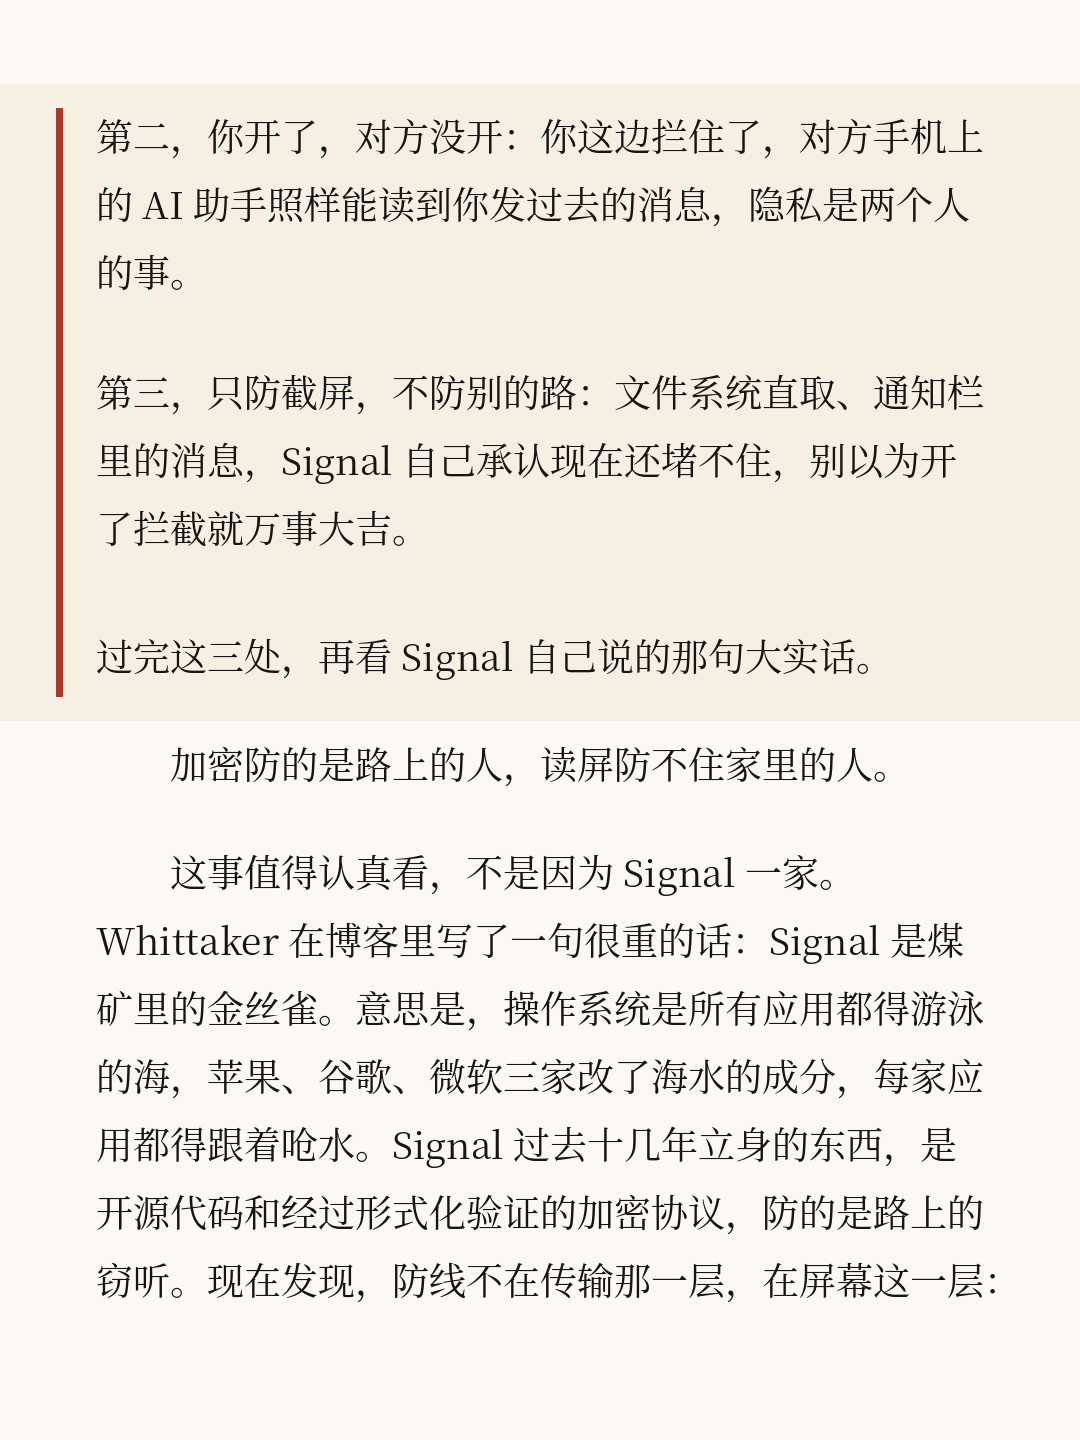 第二，你开了，对方没开：你这边拦住了，对方手机上
的 AI 助手照样能读到你发过去的消息，隐私是两个人
的事。
第三，只防截屏，不防别的路：文件系统直取、通知栏
里的消息，Signal 自己承认现在还堵不住，别以为开
了拦截就万事大吉。
过完这三处，再看 Signal 自己说的那句大实话。
加密防的是路上的人，读屏防不住家里的人。
这事值得认真看，不是因为 Signal 一家。
Whittaker 在博客里写了一句很重的话：Signal 是煤
矿里的金丝雀。意思是，操作系统是所有应用都得游泳
的海，苹果、谷歌、微软三家改了海水的成分，每家应
用都得跟着呛水。Signal 过去十几年立身的东西，是
开源代码和经过形式化验证的加密协议，防的是路上的
窃听。现在发现，防线不在传输那一层，在屏幕这一层：